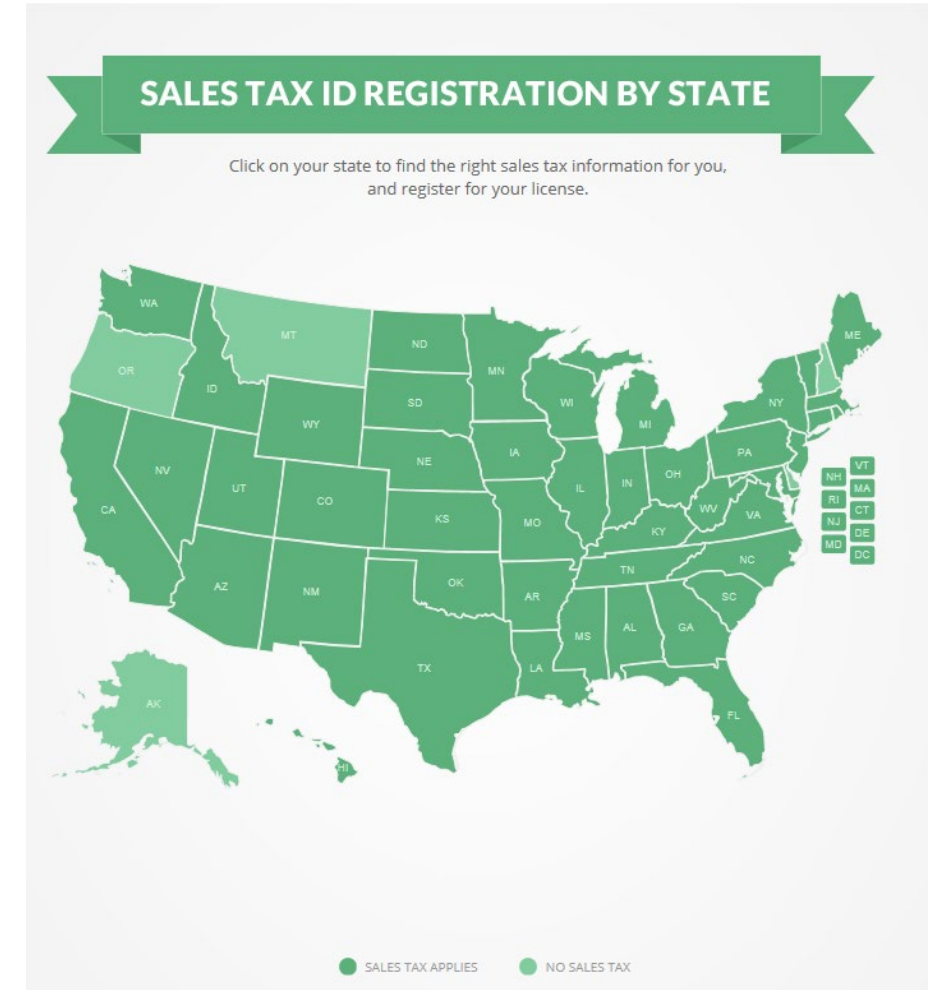 SALES TAX ID REGISTRATION BY STATE
Click on your state to find the right sales tax information for you,
and register for your license.
WA
MT
ND
MN
ME
OR
ID
SD
WI
MI
NY
WY
NE
IA
PA
NV
UT
CO
IL
IN
OH
CA
KS
MO
WV
VA
KY
NH
VT
RI
MA
NJ
CT
MD
DE
DC
AZ
NM
OK
AR
TN
NC
SC
MS
AL
GA
TX
LA
FL
AK
HI
SALES TAX APPLIES
NO SALES TAX